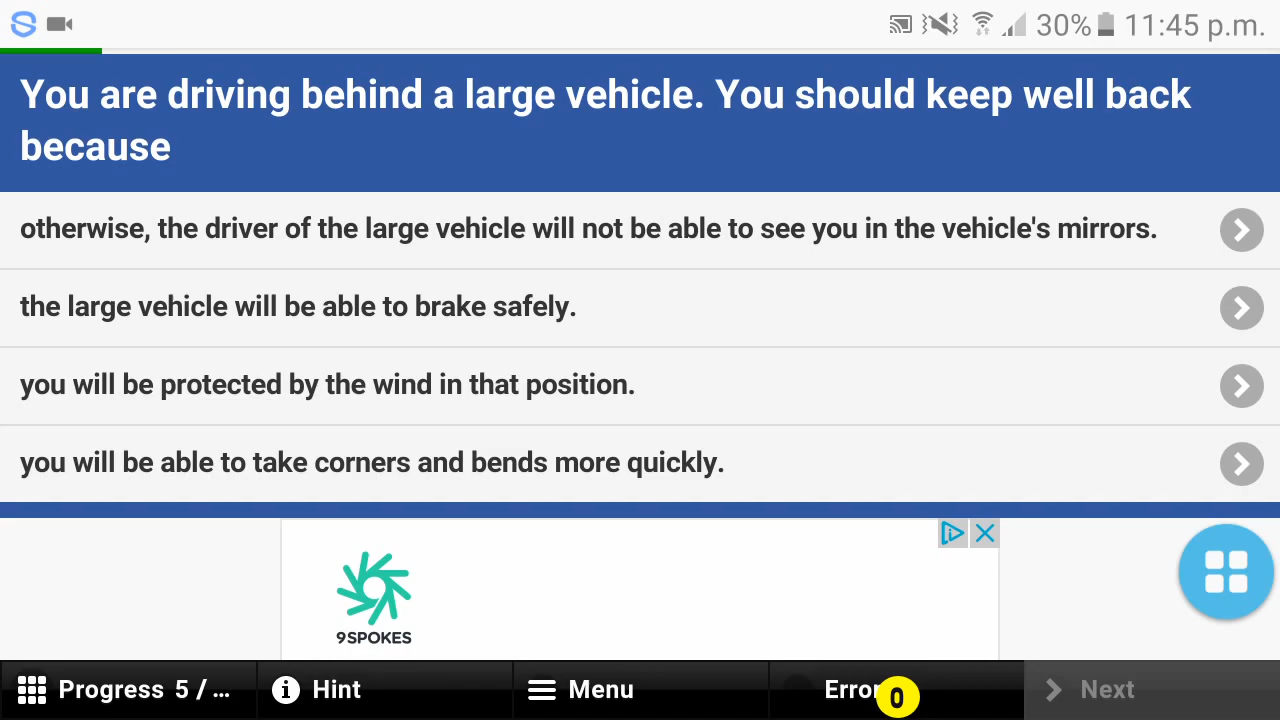 30% 11:45 p.m.
You are driving behind a large vehicle. You should keep well back
because
otherwise, the driver of the large vehicle will not be able to see you in the vehicle's mirrors.
the large vehicle will be able to brake safely.
you will be protected by the wind in that position.
you will be able to take corners and bends more quickly.
9SPOKES
Progress 5 / ... Hint Menu Error 0 Next